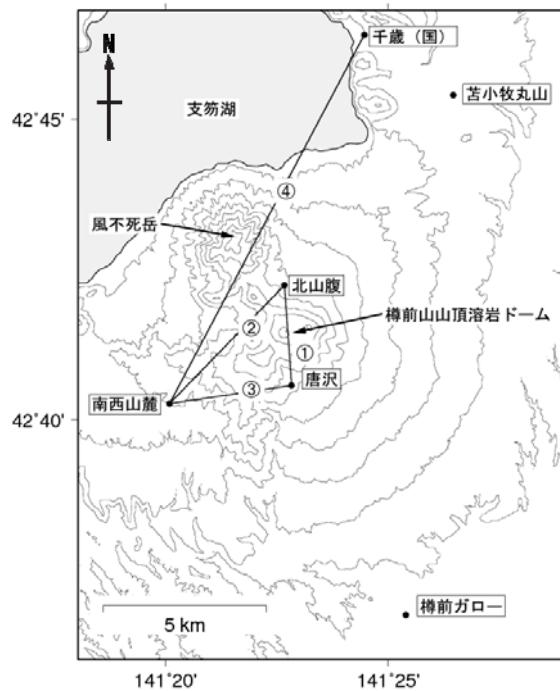 N
千歳（国）
苫小牧丸山
42°45'
支笏湖
④
風不死岳
北山腹
樽前山山頂溶岩ドーム
②
①
唐沢
③
南西山麓
42°40'
樽前ガロー
5 km
141°20'
141°25'